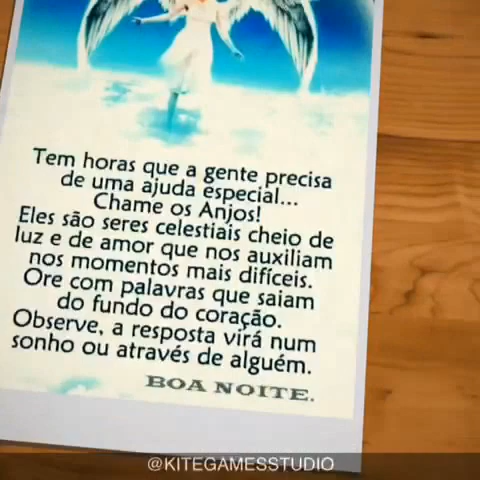 Tem horas que a gente precisa
de uma ajuda especial...
Chame os Anjos!
Eles são seres celestiais cheio de
luz e de amor que nos auxiliam
nos momentos mais difíceis.
Ore com palavras que saiam
do fundo do coração.
Observe, a resposta virá num
sonho ou através de alguém.
BOA NOITE.
@KITEGAMESSTUDIO